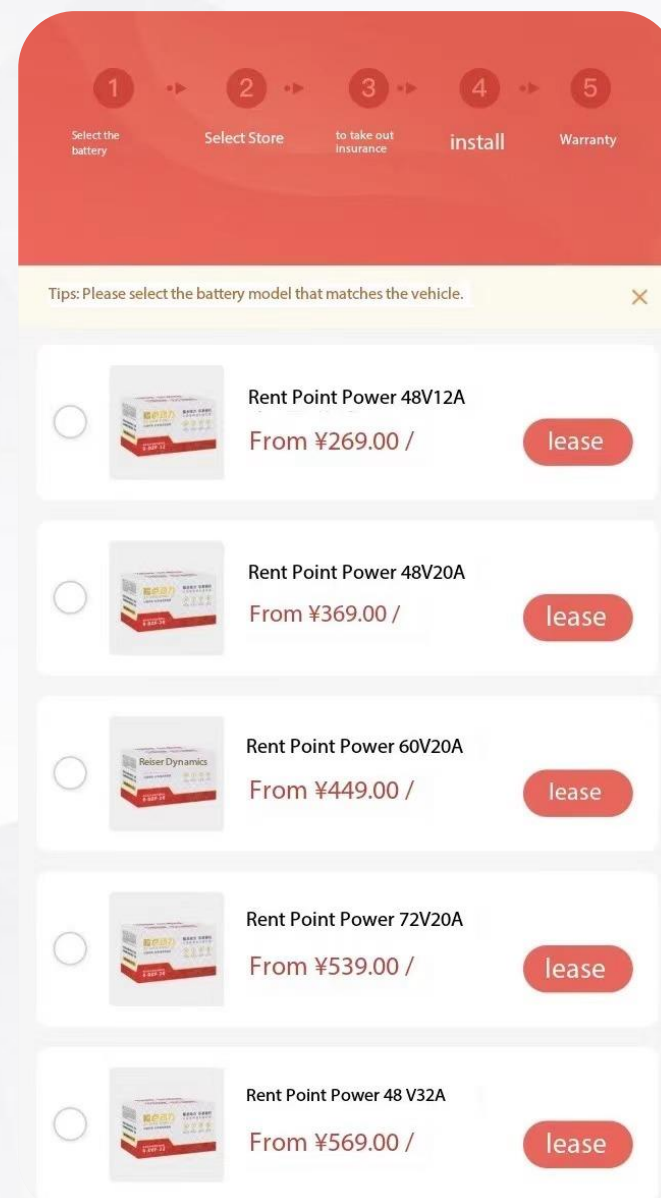 1
2
3
4
5
Select the
battery
Select Store
to take out
insurance
install
Warranty
Tips: Please select the battery model that matches the vehicle.
Rent Point Power 48V12A
From ¥269.00 /
lease
Rent Point Power 48V20A
From ¥369.00 /
lease
Reiser Dynamics
Rent Point Power 60V20A
From ¥449.00 /
lease
Rent Point Power 72V20A
From ¥539.00 /
lease
Rent Point Power 48 V32A
From ¥569.00 /
lease